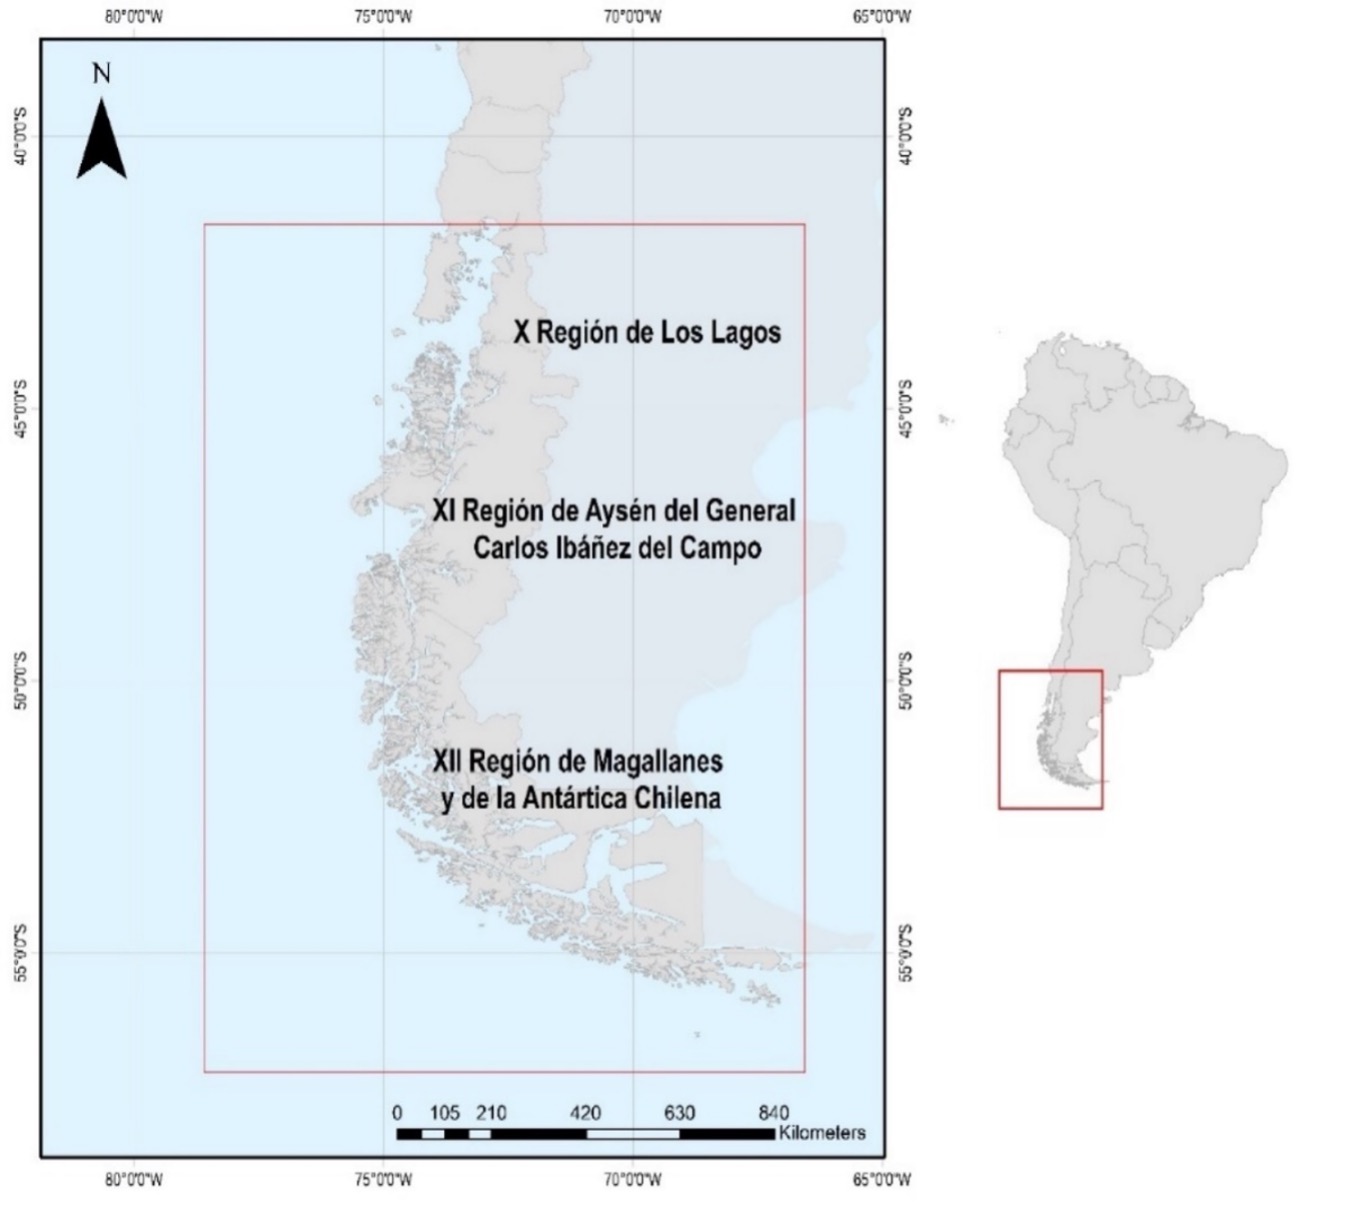 80°0'0"W 75°0'0"W 70°0'0"W 65°0'0"W
N
40°0'0"S 40°0'0"S
X Región de Los Lagos
45°0'0"S 45°0'0"S
XI Región de Aysén del General
Carlos Ibáñez del Campo
50°0'0"S 50°0'0"S
XII Región de Magallanes
y de la Antártica Chilena
55°0'0"S 55°0'0"S
0 105 210 420 630 840
Kilometers
80°0'0"W 75°0'0"W 70°0'0"W 65°0'0"W